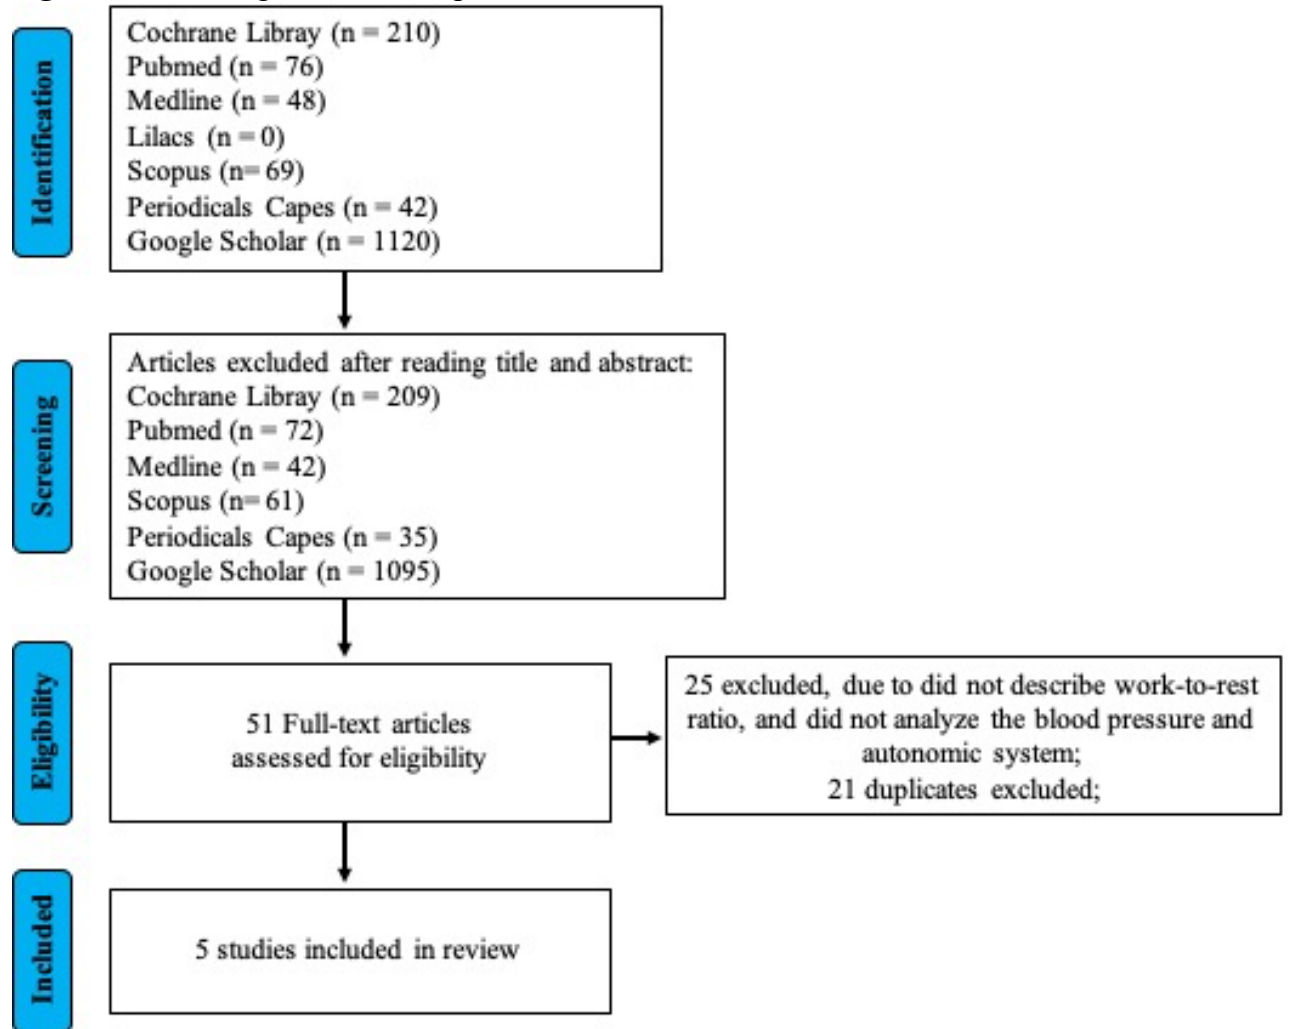 Identification
Cochrane Libray (n = 210)
Pubmed (n = 76)
Medline (n = 48)
Lilacs (n = 0)
Scopus (n= 69)
Periodicals Capes (n = 42)
Google Scholar (n = 1120)
Screening
Articles excluded after reading title and abstract:
Cochrane Libray (n = 209)
Pubmed (n = 72)
Medline (n = 42)
Scopus (n= 61)
Periodicals Capes (n = 35)
Google Scholar (n = 1095)
Eligibility
51 Full-text articles
assessed for eligibility
25 excluded, due to did not describe work-to-rest
ratio, and did not analyze the blood pressure and
autonomic system;
21 duplicates excluded;
Included
5 studies included in review